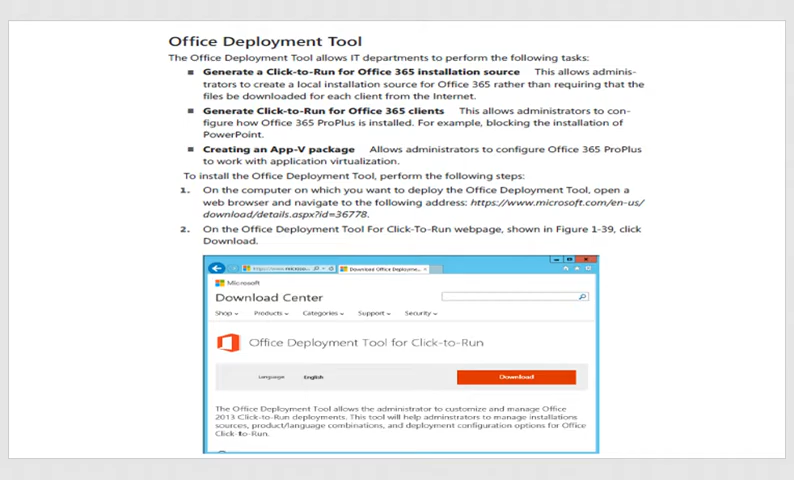 Office Deployment Tool
The Office Deployment Tool allows IT departments to perform the following tasks:
■ Generate a Click-to-Run for Office 365 installation source This allows adminis-
trators to create a local installation source for Office 365 rather than requiring that the
files be downloaded for each client from the Internet.
■ Generate Click-to-Run for Office 365 clients This allows administrators to con-
figure how Office 365 ProPlus is installed. For example, blocking the installation of
PowerPoint.
■ Creating an App-V package Allows administrators to configure Office 365 ProPlus
to work with application virtualization.
To install the Office Deployment Tool, perform the following steps:
1. On the computer on which you want to deploy the Office Deployment Tool, open a
web browser and navigate to the following address: https://www.microsoft.com/en-us/
download/details.aspx?id=36778.
2. On the Office Deployment Tool For Click-To-Run webpage, shown in Figure 1-39, click
Download.
Download Office Deployme...
Microsoft
Download Center
Shop Products Categories Support Security
Office Deployment Tool for Click-to-Run
Language English Download
The Office Deployment Tool allows the administrator to customize and manage Office
2013 Click-to-Run deployments. This tool will help adminstrators to manage installations
sources, product/language combinations, and deployment configuration options for Office
Click-to-Run.